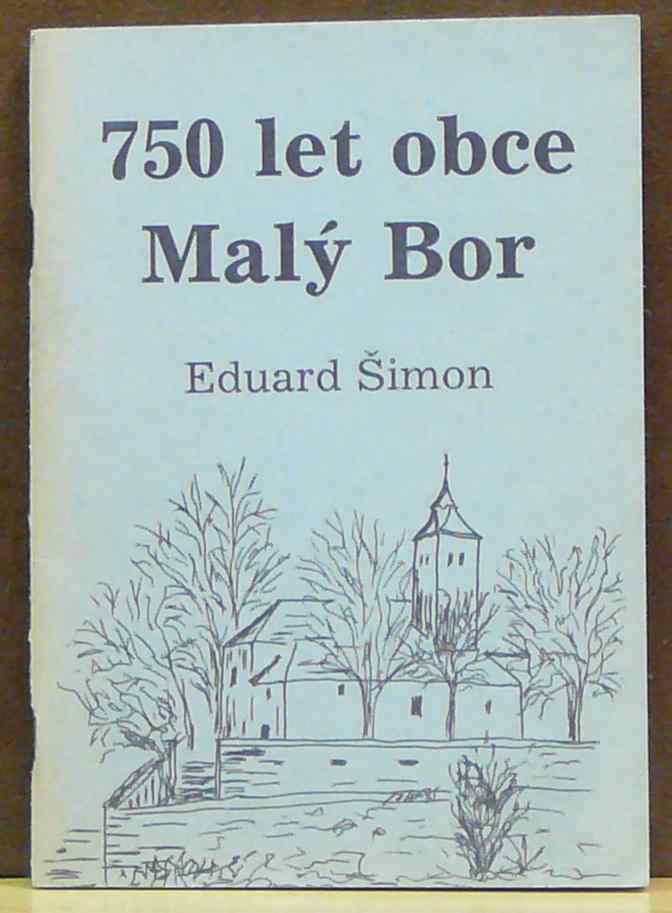 750 let obce
Malý Bor
Eduard Šimon